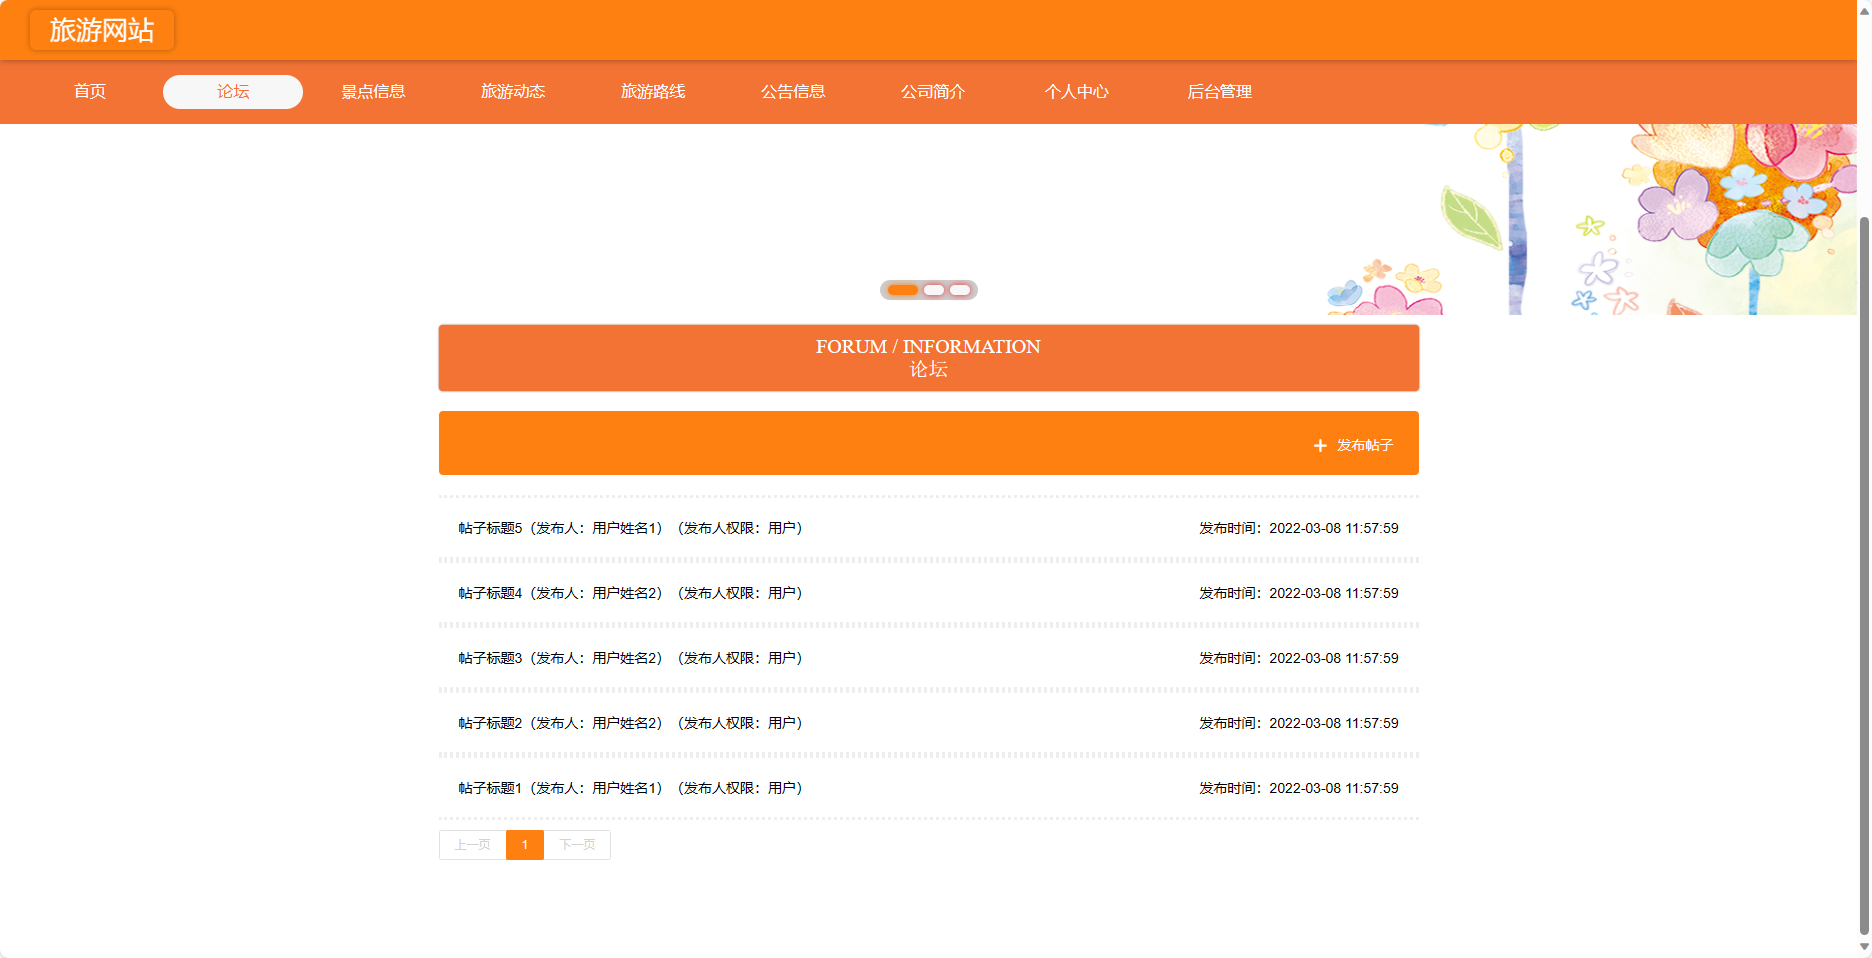 旅游网站
首页 论坛 景点信息 旅游动态 旅游路线 公告信息 公司简介 个人中心 后台管理
FORUM / INFORMATION
论坛
+ 发布帖子
帖子标题5（发布人：用户姓名1）（发布人权限：用户） 发布时间：2022-03-08 11:57:59
帖子标题4（发布人：用户姓名2）（发布人权限：用户） 发布时间：2022-03-08 11:57:59
帖子标题3（发布人：用户姓名2）（发布人权限：用户） 发布时间：2022-03-08 11:57:59
帖子标题2（发布人：用户姓名2）（发布人权限：用户） 发布时间：2022-03-08 11:57:59
帖子标题1（发布人：用户姓名1）（发布人权限：用户） 发布时间：2022-03-08 11:57:59
上一页 1 下一页